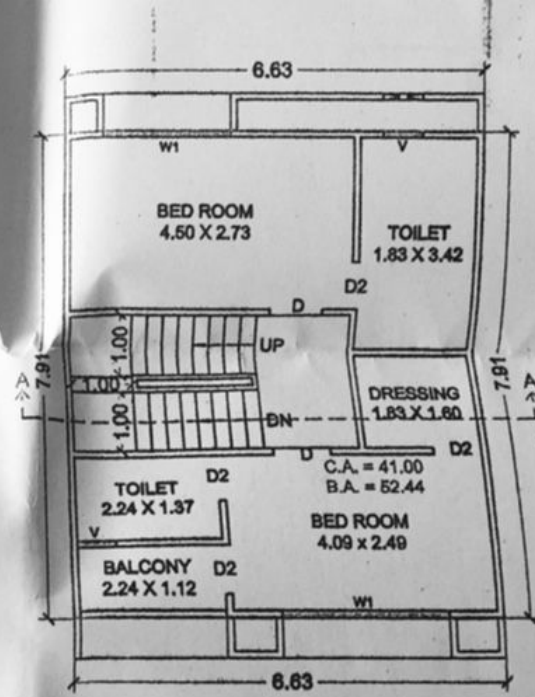 6.63
W1
V
BED ROOM
4.50 X 2.73
TOILET
1.83 X 3.42
D2
D
7.91
1.00
UP
A
1.00
7.91
A
DRESSING
1.83 X 1.60
1.00
DN
D
D2
C.A. = 41.00
B.A. = 52.44
TOILET
2.24 X 1.37
D2
BED ROOM
4.09 X 2.49
V
BALCONY
2.24 X 1.12
D2
W1
6.63